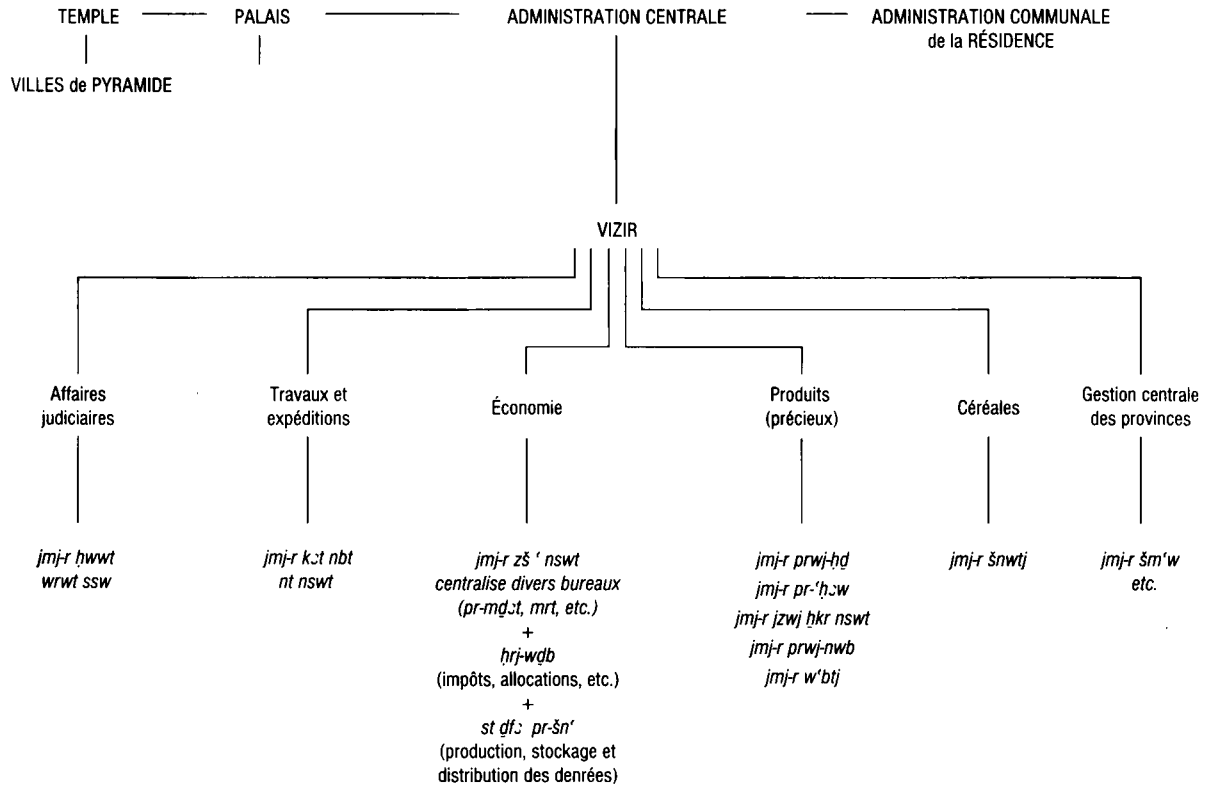 TEMPLE PALAIS ADMINISTRATION CENTRALE ADMINISTRATION COMMUNALE
de la RÉSIDENCE
VILLES de PYRAMIDE
VIZIR
Affaires
judiciaires
Travaux et
expéditions
Économie
Produits
(précieux)
Céréales
Gestion centrale
des provinces
jmj-r ḥwwt
wrwt ssw
jmj-r kꜣt nbt
nt nswt
jmj-r zš ʿ nswt
centralise divers bureaux
(pr-mḏꜣt, mrt, etc.)
+
ḥrj-wḏb
(impôts, allocations, etc.)
+
st ḏfꜣ pr-šnʿ
(production, stockage et
distribution des denrées)
jmj-r prwj-ḥḏ
jmj-r pr-ʿḥꜣw
jmj-r jzwj ẖkr nswt
jmj-r prwj-nwb
jmj-r wʿbtj
jmj-r šnwtj
jmj-r šmʿw
etc.